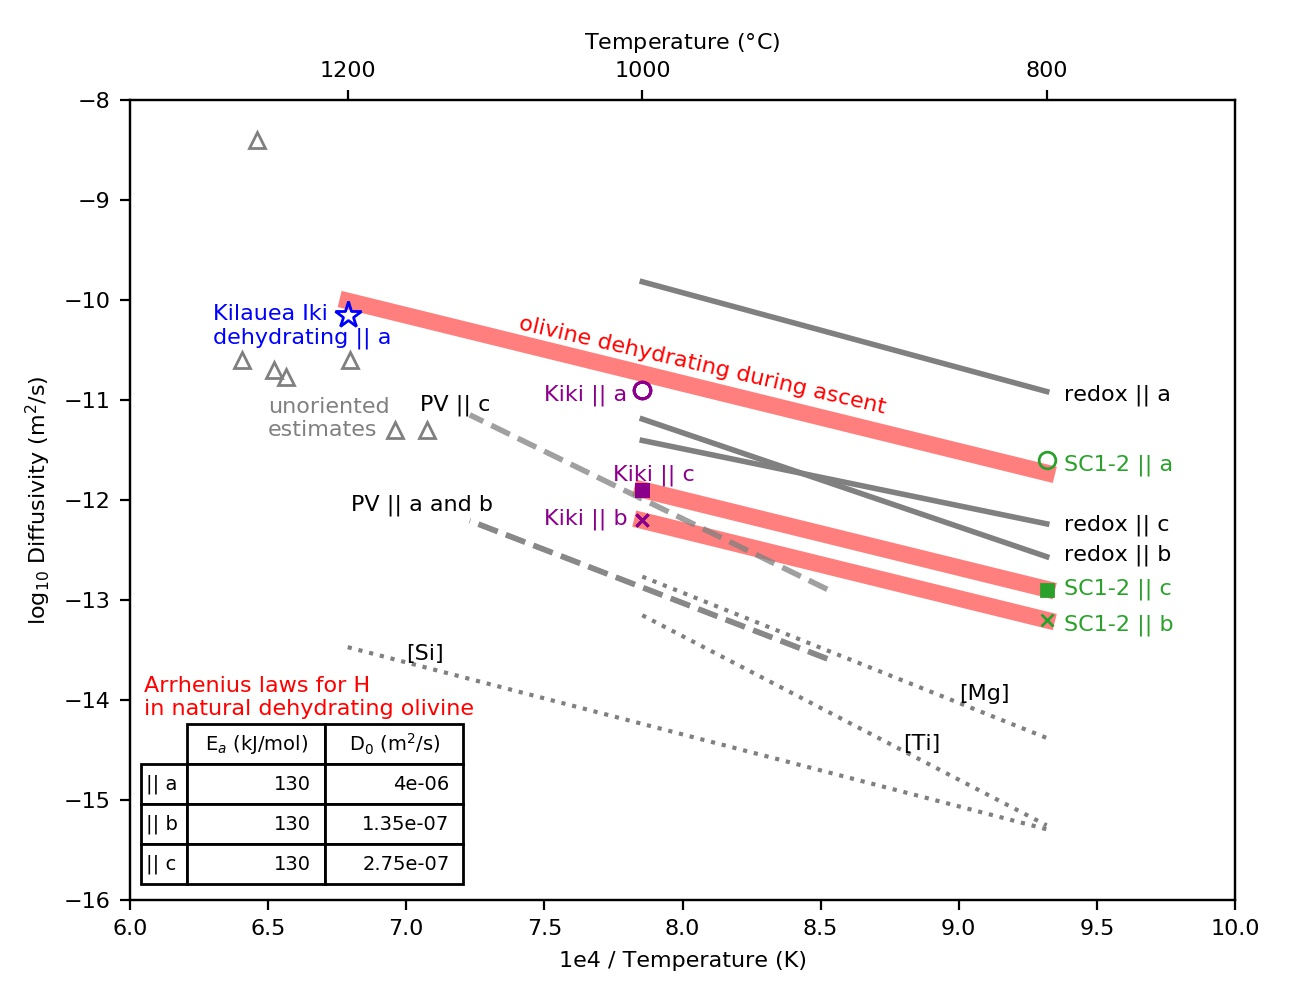 Temperature (°C)
1200 1000 800
−8
−9
−10
−11
−12
−13
−14
−15
−16
log₁₀ Diffusivity (m²/s)
Kilauea Iki
dehydrating || a
olivine dehydrating during ascent
redox || a
Kiki || a
PV || c
unoriented
estimates
SC1-2 || a
Kiki || c
PV || a and b
Kiki || b
redox || c
redox || b
SC1-2 || c
SC1-2 || b
[Si]
[Mg]
[Ti]
Arrhenius laws for H
in natural dehydrating olivine
Eₐ (kJ/mol) D₀ (m²/s)
|| a 130 4e-06
|| b 130 1.35e-07
|| c 130 2.75e-07
6.0 6.5 7.0 7.5 8.0 8.5 9.0 9.5 10.0
1e4 / Temperature (K)